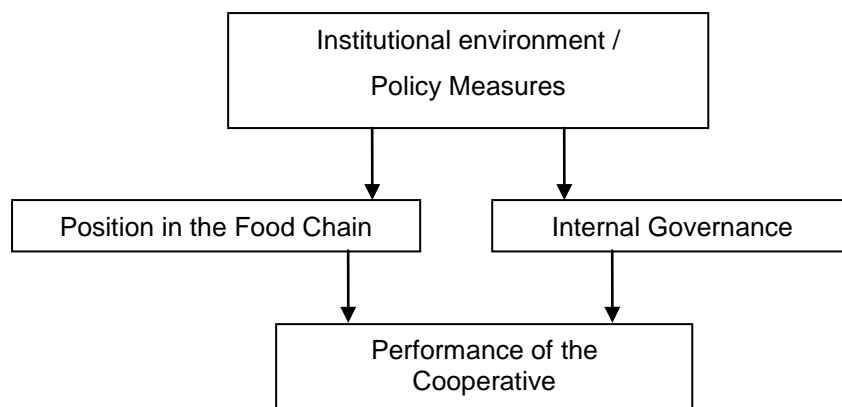 Institutional environment /
Policy Measures
Position in the Food Chain
Internal Governance
Performance of the
Cooperative